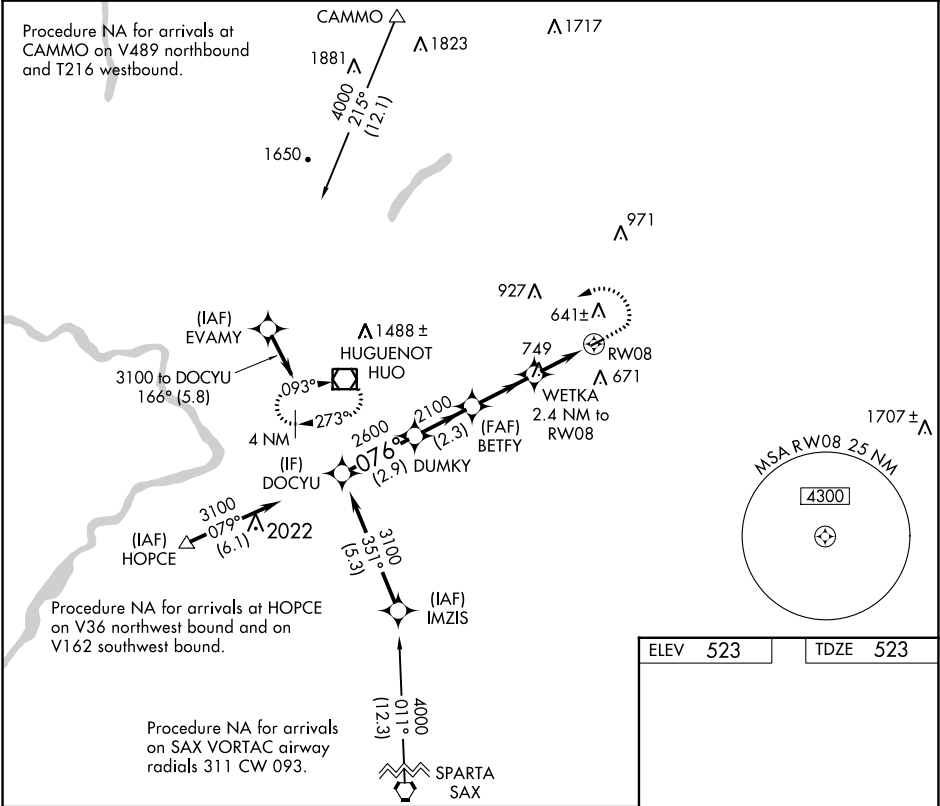 Procedure NA for arrivals at
CAMMO on V489 northbound
and T216 westbound.
CAMMO
1717
1823
1881
4000
215°
(12.1)
1650
971
927
641±
RW08
(IAF)
EVAMY
1488 ±
HUGUENOT
HUO
3100 to DOCYU
166° (5.8)
093°
273°
4 NM
749
671
WETKA
2.4 NM to
RW08
2100
(2.3)
(FAF)
BETFY
2600
076°
(2.9)
DUMKY
(IF)
DOCYU
1707 ±
MSA RW08 25 NM
4300
3100
079°
(6.1)
2022
(IAF)
HOPCE
3100
351°
(5.3)
(IAF)
IMZIS
Procedure NA for arrivals at HOPCE
on V36 northwest bound and on
V162 southwest bound.
ELEV 523
TDZE 523
4000
011°
(12.3)
Procedure NA for arrivals
on SAX VORTAC airway
radials 311 CW 093.
SPARTA
SAX